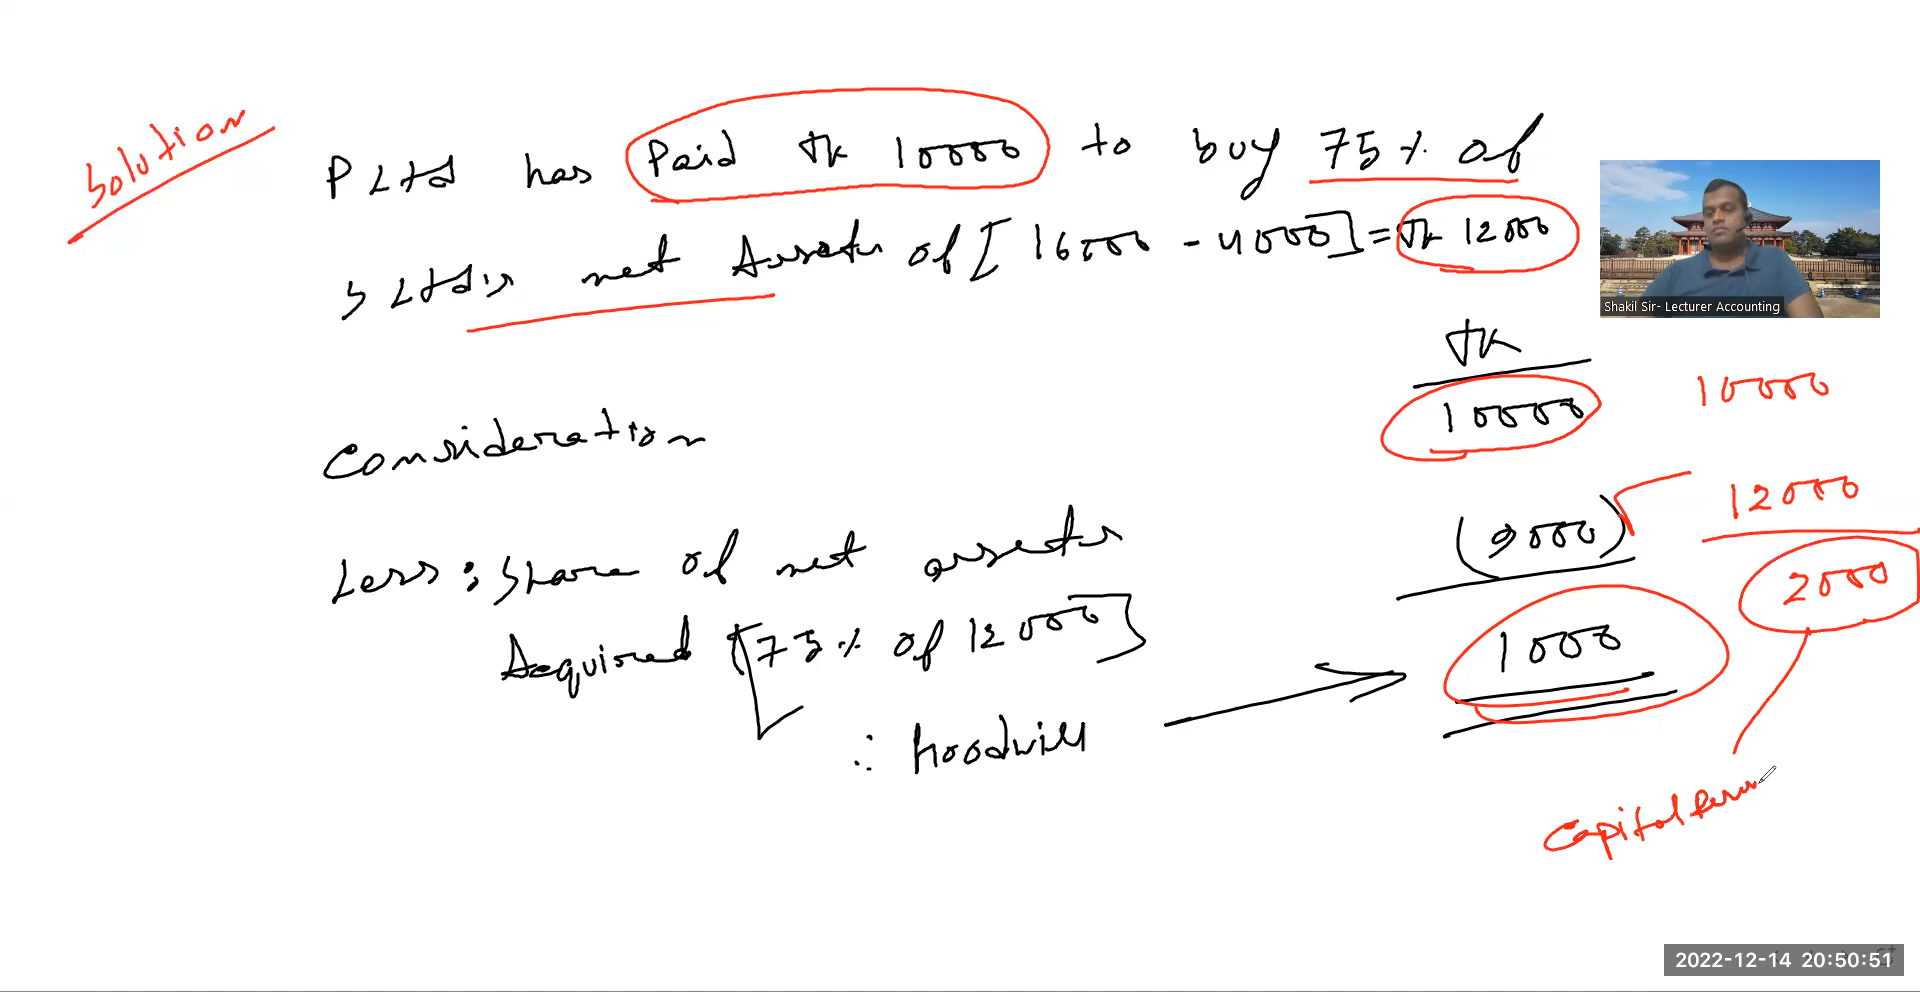 Solution
P Ltd has Paid Tk 10000 to buy 75% of
S Ltd's net Assets of [16000 - 4000] = Tk 12000
Shakil Sir- Lecturer Accounting
Tk
Consideration 10000 10000
Less: Share of net assets (9000) 12000
Acquired [75% of 12000] 2000
∴ Goodwill 1000
Capital
2022-12-14 20:50:51